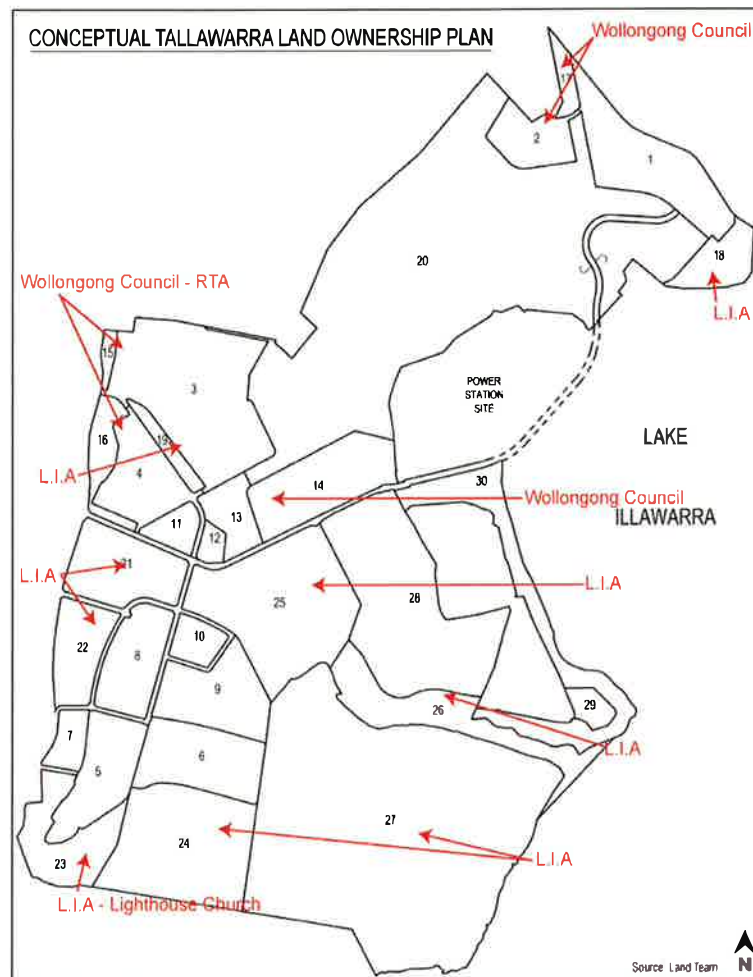 CONCEPTUAL TALLAWARRA LAND OWNERSHIP PLAN
Wollongong Council
17
2
1
20
18
L.I.A
Wollongong Council - RTA
15
3
POWER
STATION
SITE
LAKE
16
19
L.I.A
4
14
30
Wollongong Council
13
11
12
ILLAWARRA
21
L.I.A
25
L.I.A
28
10
22
8
9
26
29
7
L.I.A
5
6
27
24
L.I.A
23
L.I.A - Lighthouse Church
Source Land Team
N